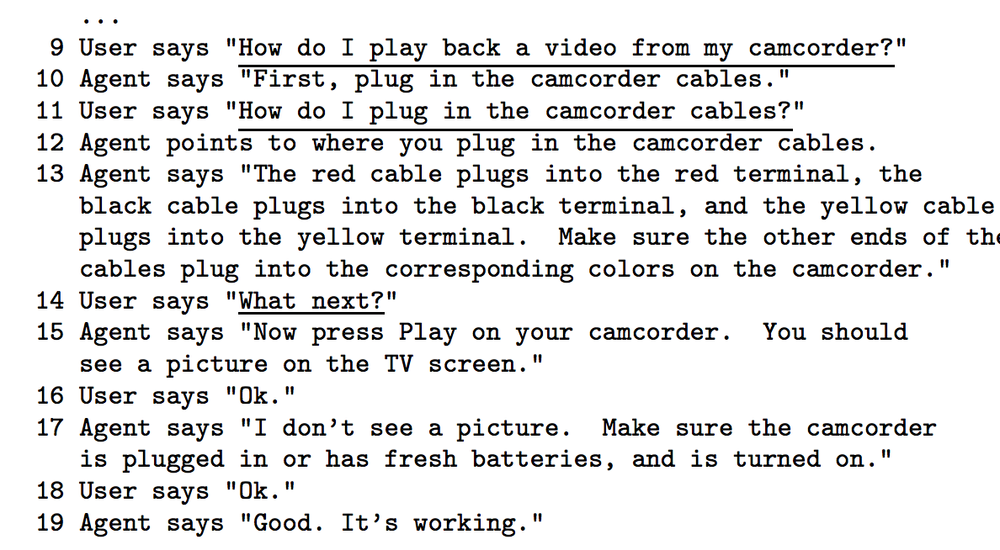 ...
9 User says "How do I play back a video from my camcorder?"
10 Agent says "First, plug in the camcorder cables."
11 User says "How do I plug in the camcorder cables?"
12 Agent points to where you plug in the camcorder cables.
13 Agent says "The red cable plugs into the red terminal, the
black cable plugs into the black terminal, and the yellow cable
plugs into the yellow terminal. Make sure the other ends of the
cables plug into the corresponding colors on the camcorder."
14 User says "What next?"
15 Agent says "Now press Play on your camcorder. You should
see a picture on the TV screen."
16 User says "Ok."
17 Agent says "I don't see a picture. Make sure the camcorder
is plugged in or has fresh batteries, and is turned on."
18 User says "Ok."
19 Agent says "Good. It's working."